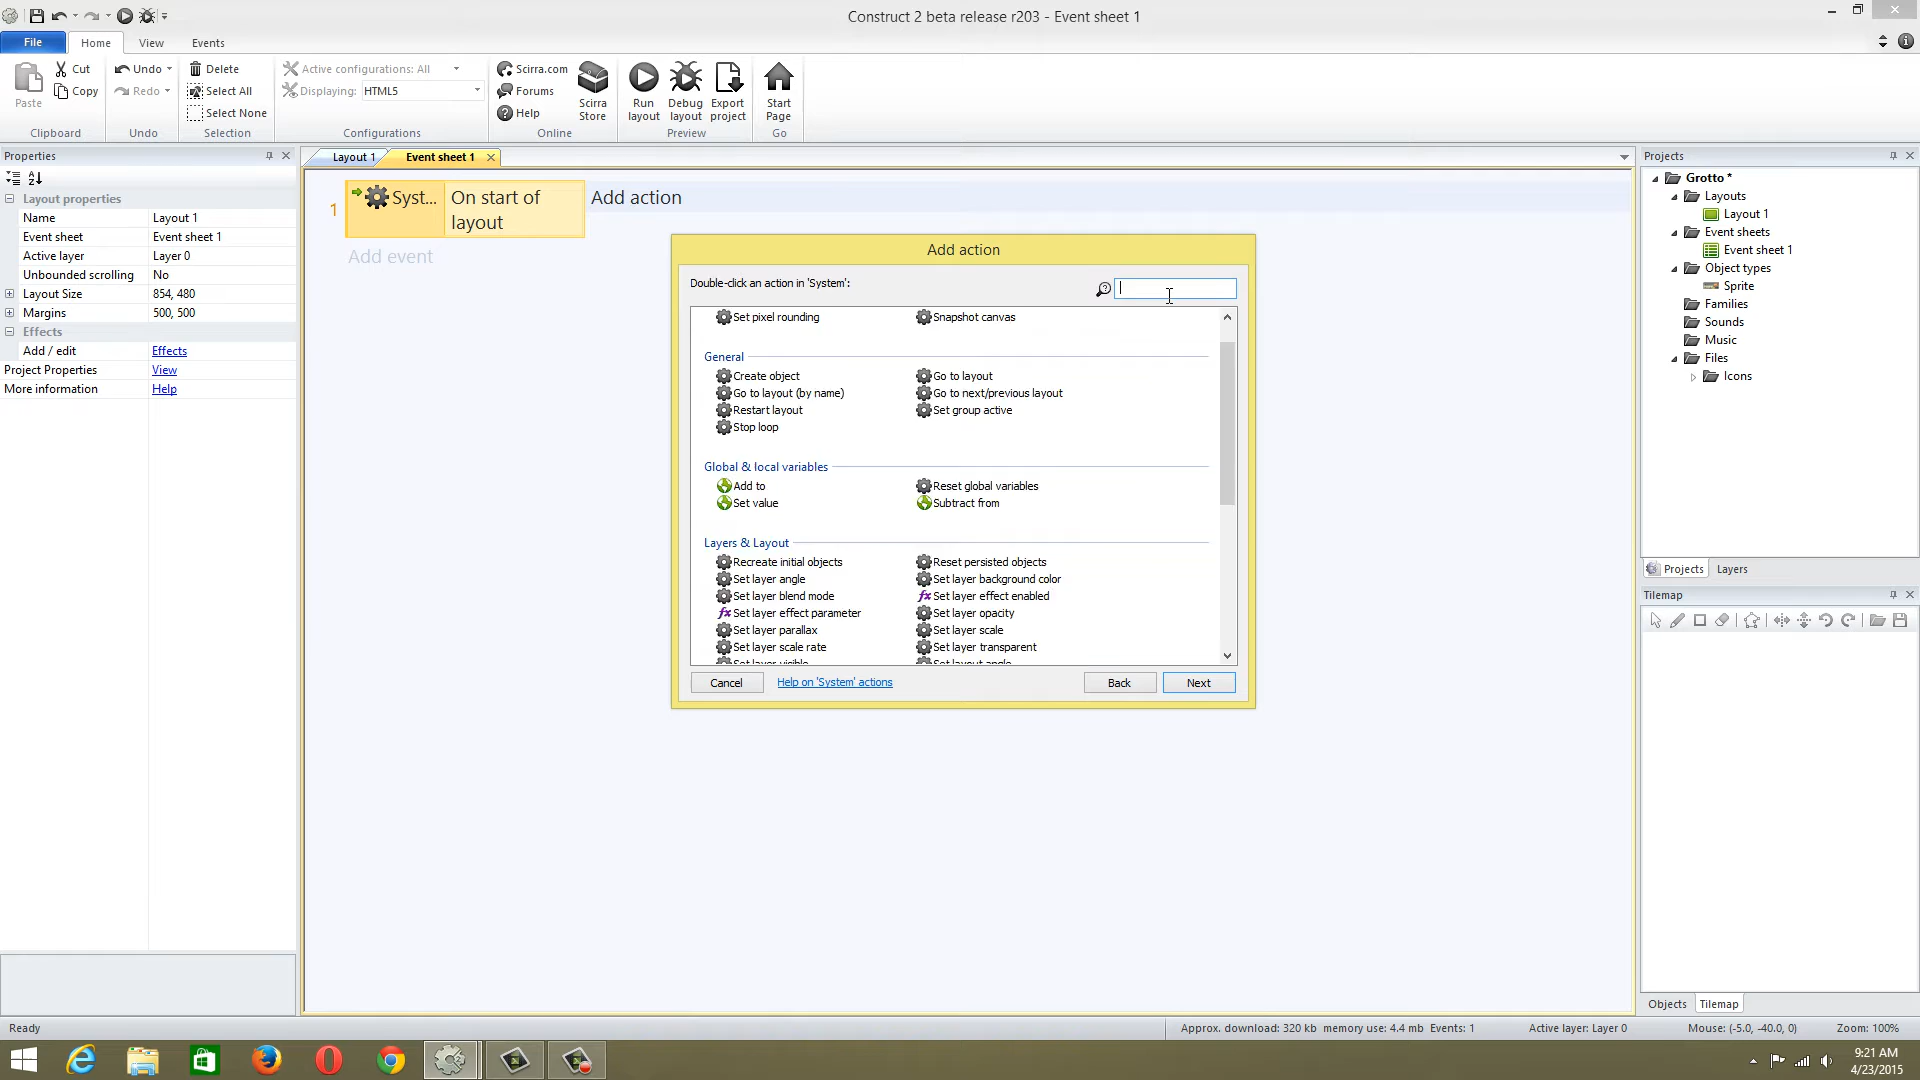 Construct 2 beta release r203 - Event sheet 1
File Home View Events
Paste Cut Copy Clipboard
Undo Redo Undo
Delete Select All Select None Selection
Active configurations: All
Displaying: HTML5
Configurations
Scirra.com Forums Help Scirra Store Online
Run layout Debug layout Export project Preview
Start Page Go
Properties
Layout properties
Name Layout 1
Event sheet Event sheet 1
Active layer Layer 0
Unbounded scrolling No
Layout Size 854, 480
Margins 500, 500
Effects
Add / edit Effects
Project Properties View
More information Help
Layout 1 Event sheet 1
1 Syst... On start of layout Add action
Add event
Add action
Double-click an action in 'System':
Set pixel rounding Snapshot canvas
General
Create object Go to layout
Go to layout (by name) Go to next/previous layout
Restart layout Set group active
Stop loop
Global & local variables
Add to Reset global variables
Set value Subtract from
Layers & Layout
Recreate initial objects Reset persisted objects
Set layer angle Set layer background color
Set layer blend mode Set layer effect enabled
Set layer effect parameter Set layer opacity
Set layer parallax Set layer scale
Set layer scale rate Set layer transparent
Set layer visible Set layout angle
Cancel Help on 'System' actions Back Next
Projects
Grotto *
Layouts
Layout 1
Event sheets
Event sheet 1
Object types
Sprite
Families
Sounds
Music
Files
Icons
Projects Layers
Tilemap
Objects Tilemap
Ready Approx. download: 320 kb memory use: 4.4 mb Events: 1 Active layer: Layer 0 Mouse: (-5.0, -40.0, 0) Zoom: 100%
9:21 AM
4/23/2015